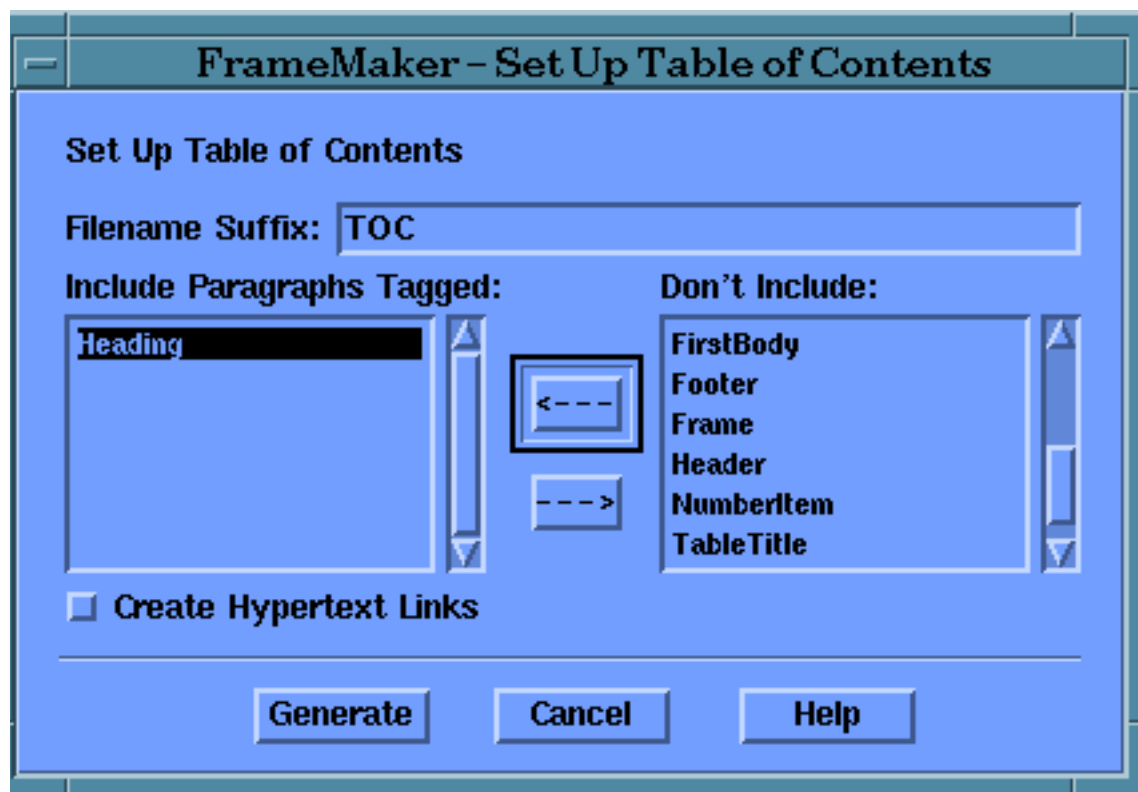 FrameMaker – Set Up Table of Contents
Set Up Table of Contents
Filename Suffix: TOC
Include Paragraphs Tagged: Don't Include:
Heading
FirstBody
Footer
Frame
Header
NumberItem
TableTitle
<---
--->
Create Hypertext Links
Generate Cancel Help